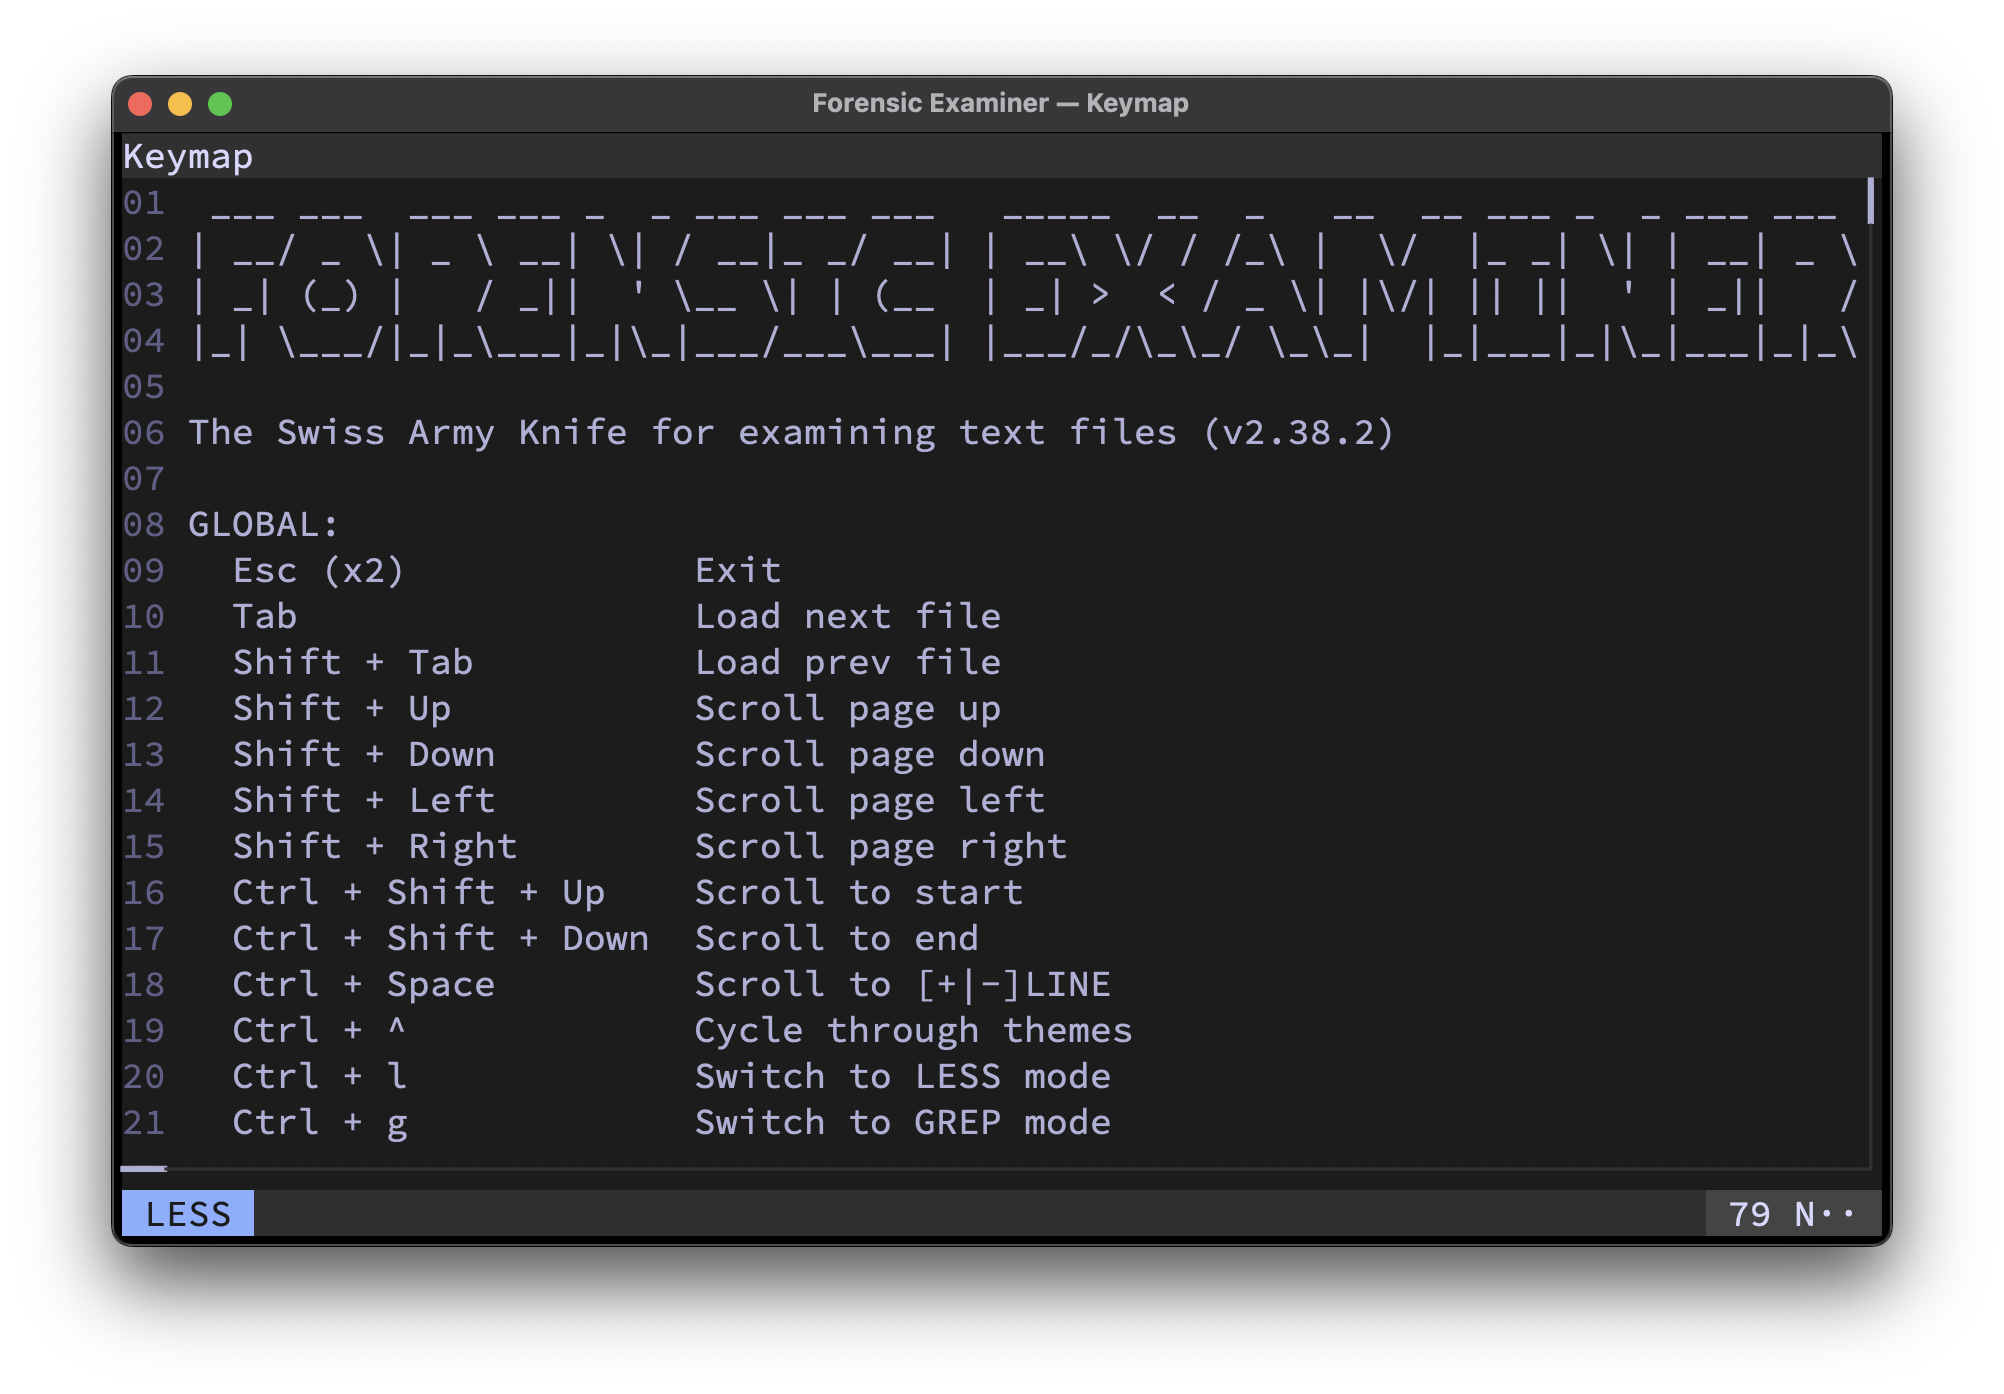 Forensic Examiner — Keymap
Keymap
01   ___ ___  ___ ___ _  _ ___ ___ ___   _____  __  _   __  __ ___ _  _ ___ ___
02 | __/ _ \| _ \ __| \| / __|_ _/ __| | __\ \/ / /_\ |  \/  |_ _| \| | __| _ \
03 | _| (_) |   / _||  ' \__ \| | (__  | _| >  < / _ \| |\/| || ||  ' | _||   /
04 |_| \___/|_|_\___|_|\_|___/___\___| |___/_/\_\_/ \_\_|  |_|___|_|\_|___|_|_\
05
06 The Swiss Army Knife for examining text files (v2.38.2)
07
08 GLOBAL:
09   Esc (x2)             Exit
10   Tab                  Load next file
11   Shift + Tab          Load prev file
12   Shift + Up           Scroll page up
13   Shift + Down         Scroll page down
14   Shift + Left         Scroll page left
15   Shift + Right        Scroll page right
16   Ctrl + Shift + Up    Scroll to start
17   Ctrl + Shift + Down  Scroll to end
18   Ctrl + Space         Scroll to [+|-]LINE
19   Ctrl + ^             Cycle through themes
20   Ctrl + l             Switch to LESS mode
21   Ctrl + g             Switch to GREP mode
LESS 79 N··